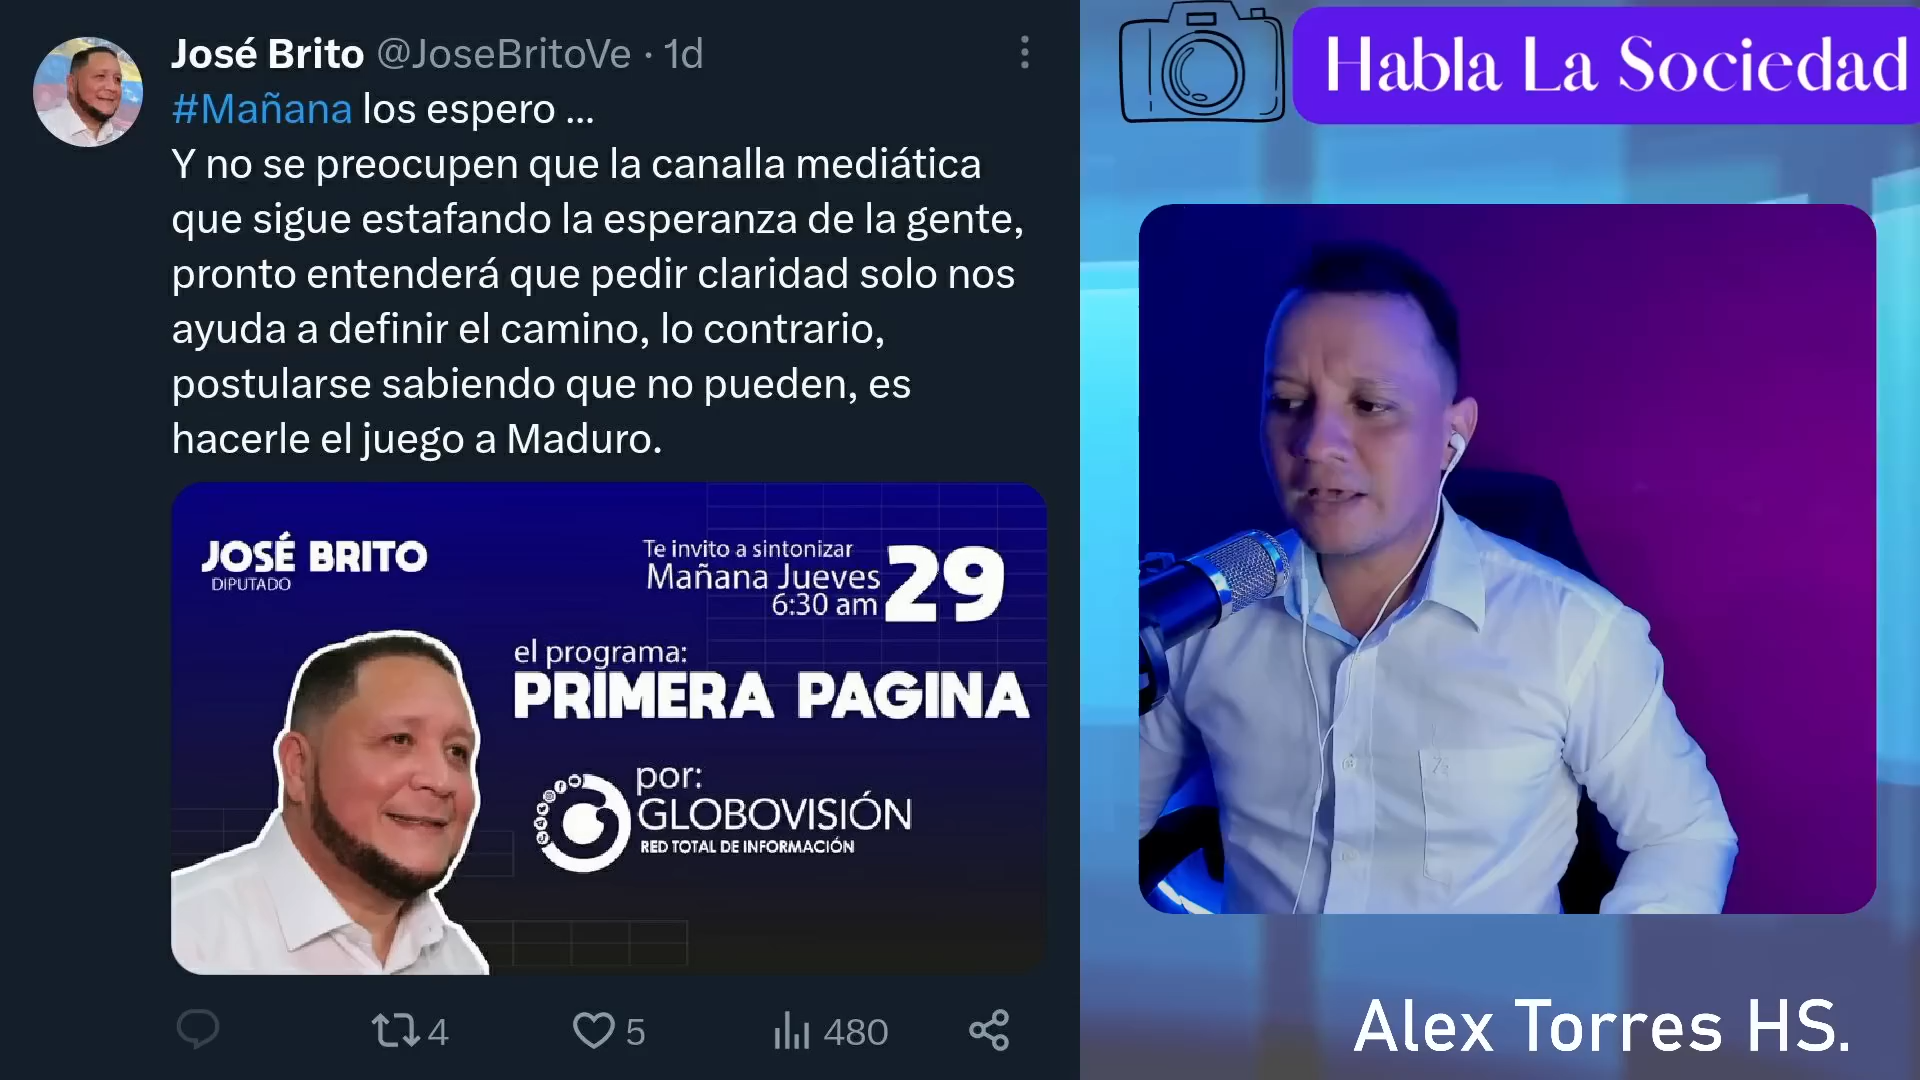 José Brito @JoseBritoVe · 1d
#Mañana los espero ...
Y no se preocupen que la canalla mediática
que sigue estafando la esperanza de la gente,
pronto entenderá que pedir claridad solo nos
ayuda a definir el camino, lo contrario,
postularse sabiendo que no pueden, es
hacerle el juego a Maduro.
JOSÉ BRITO
DIPUTADO
Te invito a sintonizar
Mañana Jueves 29
6:30 am
el programa:
PRIMERA PAGINA
por:
GLOBOVISIÓN
RED TOTAL DE INFORMACIÓN
4 5 480
Habla La Sociedad
Alex Torres HS.